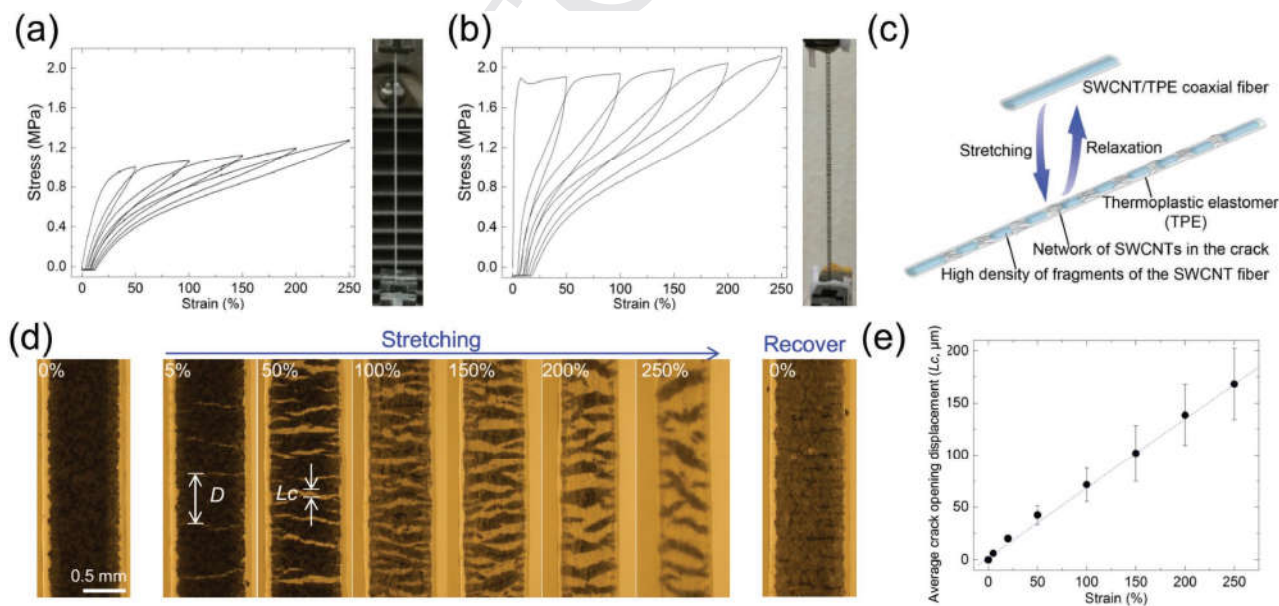 (a)
2.0
1.6
1.2
0.8
0.4
0.0
Stress (MPa)
0 50 100 150 200 250
Strain (%)
(b)
2.0
1.6
1.2
0.8
0.4
0.0
Stress (MPa)
0 50 100 150 200 250
Strain (%)
(c)
SWCNT/TPE coaxial fiber
Stretching
Relaxation
Thermoplastic elastomer
(TPE)
Network of SWCNTs in the crack
High density of fragments of the SWCNT fiber
(d)
Stretching
Recover
0% 5% 50% 100% 150% 200% 250% 0%
D
Lc
0.5 mm
(e)
200
150
100
50
0
Average crack opening displacement (Lc, μm)
0 50 100 150 200 250
Strain (%)